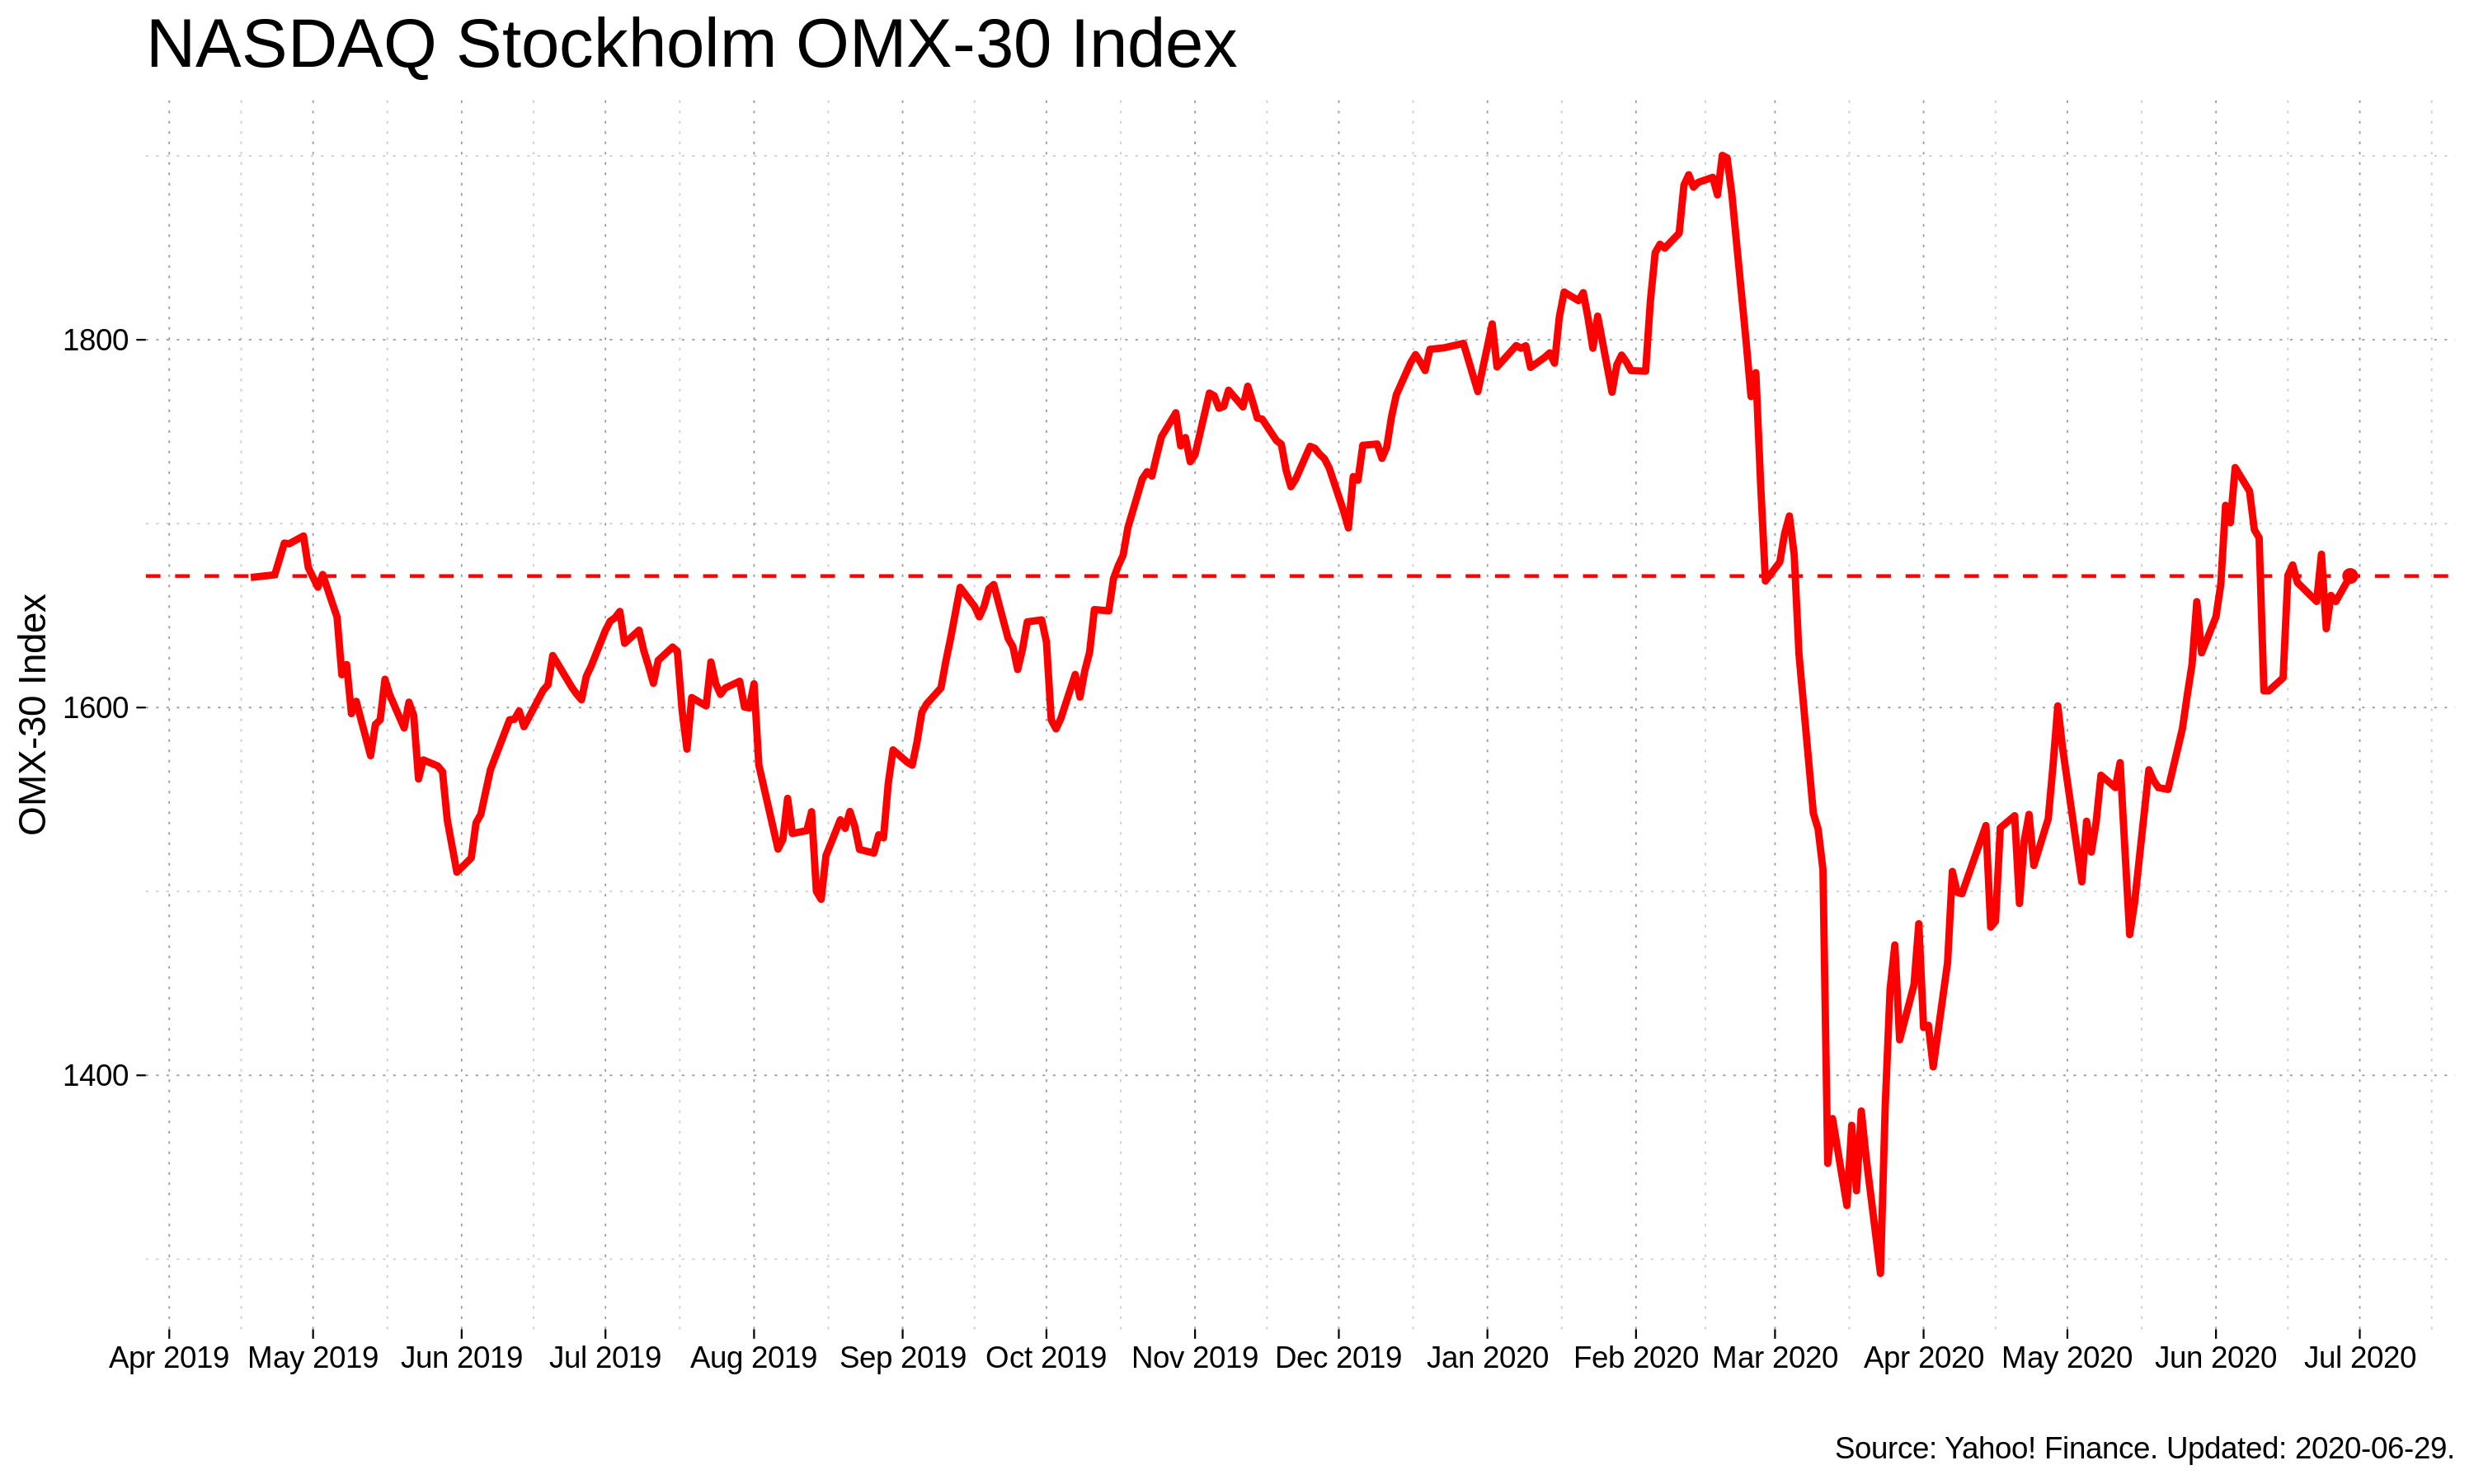 NASDAQ Stockholm OMX-30 Index
OMX-30 Index
1800
1600
1400
Apr 2019 May 2019 Jun 2019 Jul 2019 Aug 2019 Sep 2019 Oct 2019 Nov 2019 Dec 2019 Jan 2020 Feb 2020 Mar 2020 Apr 2020 May 2020 Jun 2020 Jul 2020
Source: Yahoo! Finance. Updated: 2020-06-29.